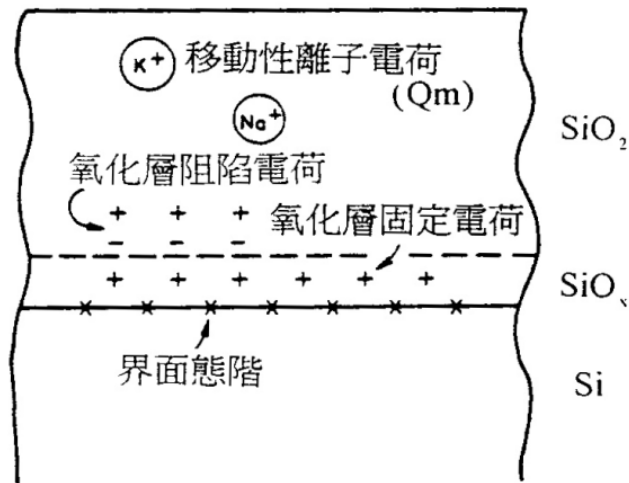 K+ 移動性離子電荷
(Qm)
Na+
SiO2
氧化層阻陷電荷
+ + +
氧化層固定電荷
- - -
+ + + + + +
SiOx
× × × × × × ×
界面態階
Si